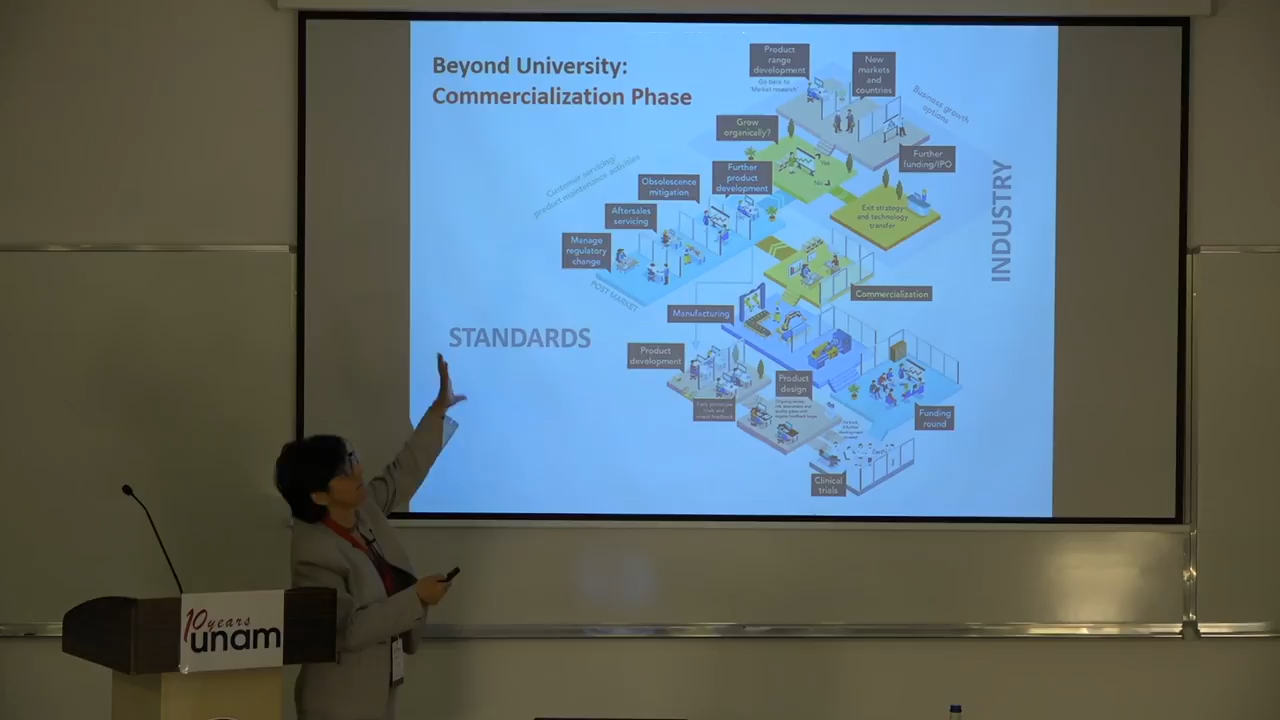 Beyond University:
Commercialization Phase
Product
range
development
Go back to
'Market research'
New
markets
and
countries
Business growth
options
Grow
organically?
Yes
No
Further
funding/IPO
Exit strategy
and technology
transfer
INDUSTRY
Customer servicing/
product maintenance activities
Further
product
development
Obsolescence
mitigation
Aftersales
servicing
Manage
regulatory
change
POST MARKET
Commercialization
Manufacturing
STANDARDS
Product
development
Product
design
Funding
round
Clinical
trials
10 years
unam